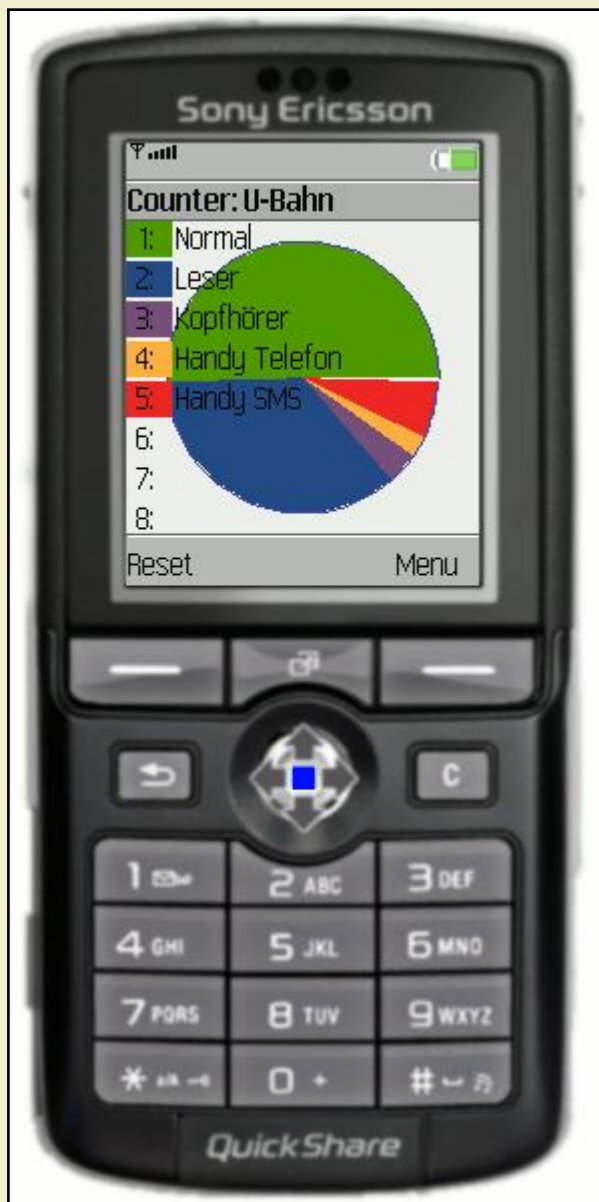 Sony Ericsson
Counter: U-Bahn
1: Normal
2: Leser
3: Kopfhörer
4: Handy Telefon
5: Handy SMS
6:
7:
8:
Reset Menu
C
1 2 ABC 3 DEF
4 GHI 5 JKL 6 MNO
7 PQRS 8 TUV 9 WXYZ
* a/A 0 + #
QuickShare